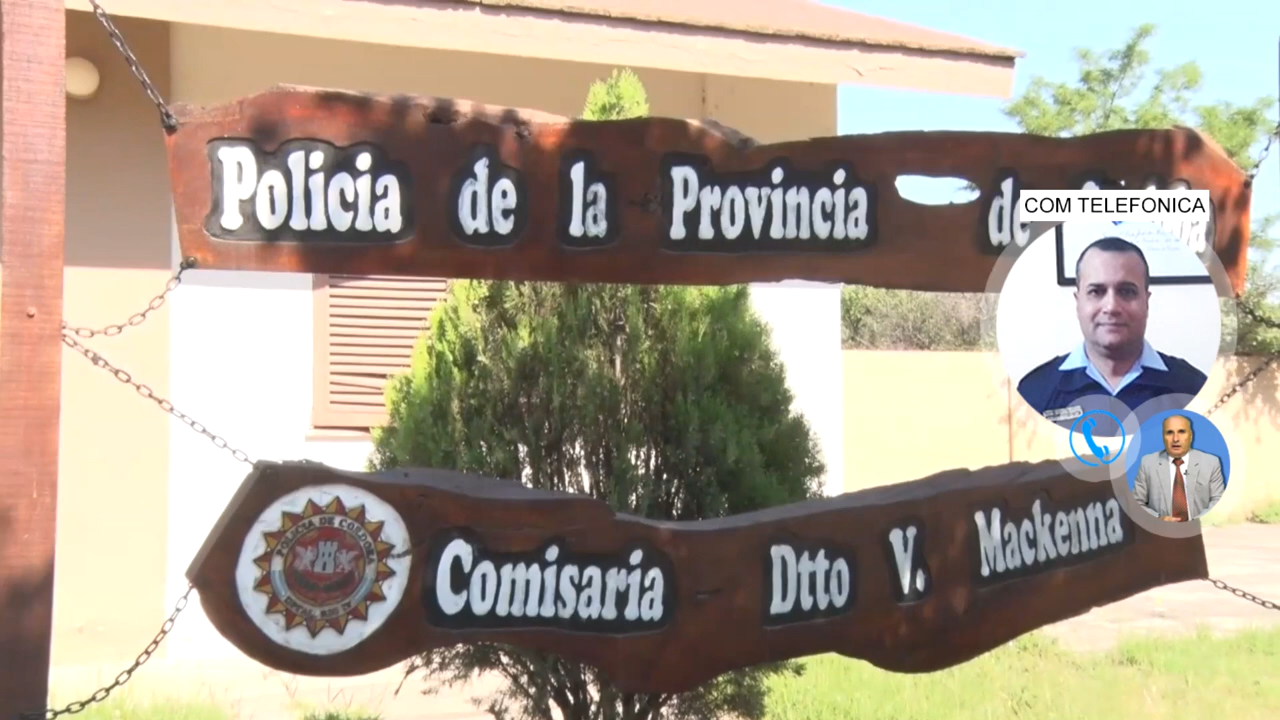 Policia de la Provincia de
COM TELEFONICA
POLICIA DE CORDOBA
Comisaria Dtto V. Mackenna